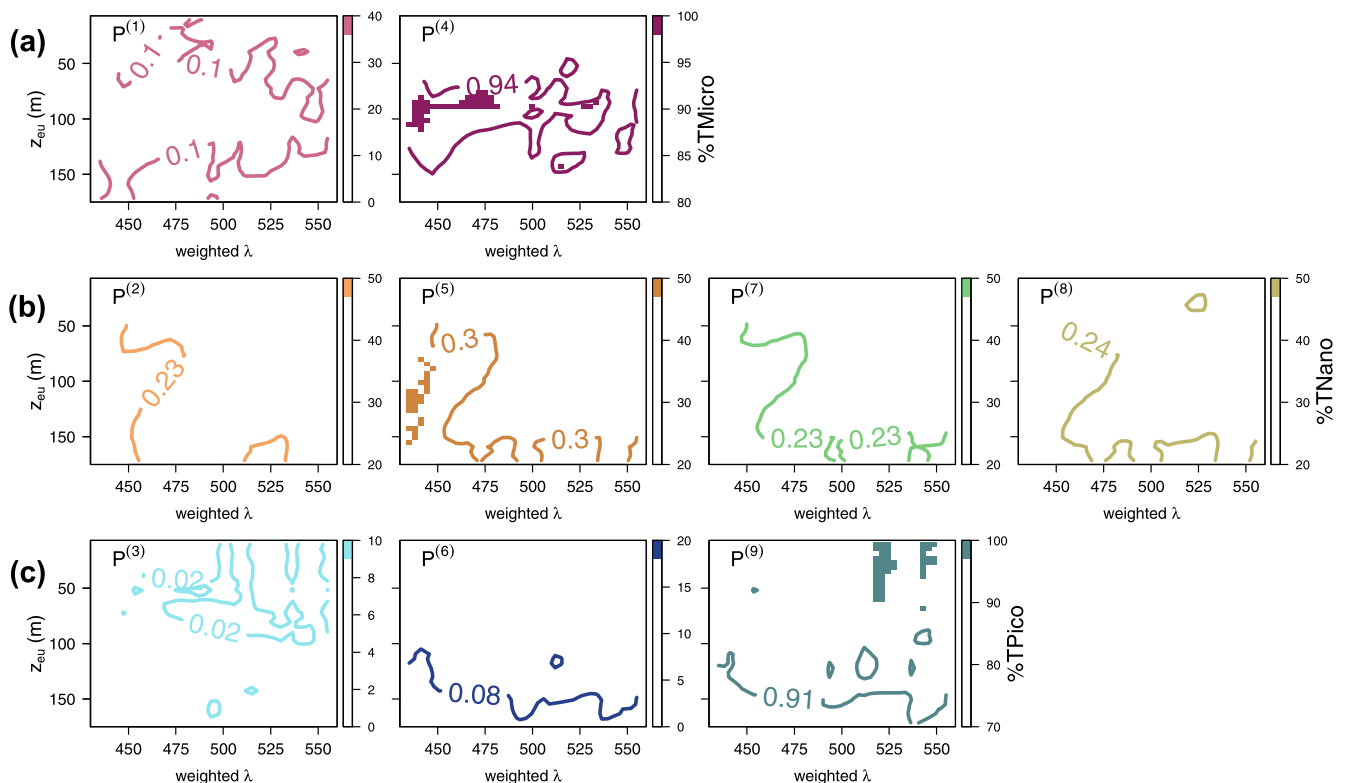 (a)
P(1)
0.1
0.1
0.1
50
100
150
z_eu (m)
450 475 500 525 550
weighted λ
0 10 20 30 40
P(4)
0.94
450 475 500 525 550
weighted λ
80 85 90 95 100
%TMicro
(b)
P(2)
0.23
50
100
150
z_eu (m)
450 475 500 525 550
weighted λ
20 30 40 50
P(5)
0.3
0.3
450 475 500 525 550
weighted λ
20 30 40 50
P(7)
0.23 0.23
450 475 500 525 550
weighted λ
20 30 40 50
P(8)
0.24
450 475 500 525 550
weighted λ
20 30 40 50
%TNano
(c)
P(3)
0.02
0.02
50
100
150
z_eu (m)
450 475 500 525 550
weighted λ
0 2 4 6 8 10
P(6)
0.08
450 475 500 525 550
weighted λ
0 5 10 15 20
P(9)
0.91
450 475 500 525 550
weighted λ
70 80 90 100
%TPico